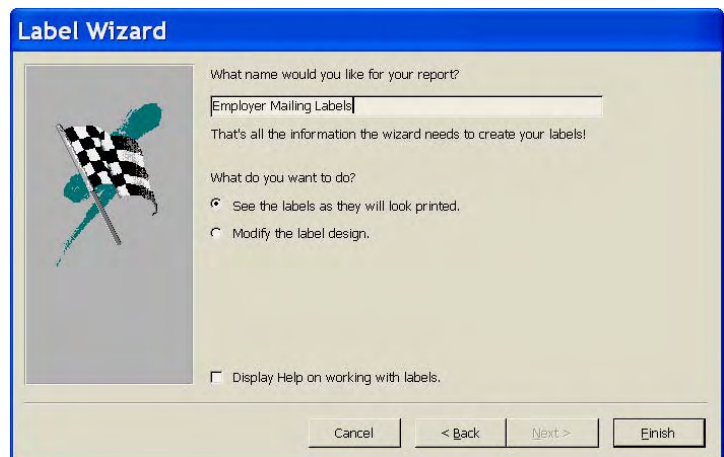 Label Wizard
What name would you like for your report?
Employer Mailing Labels
That's all the information the wizard needs to create your labels!
What do you want to do?
See the labels as they will look printed.
Modify the label design.
Display Help on working with labels.
Cancel
< Back
Next >
Finish